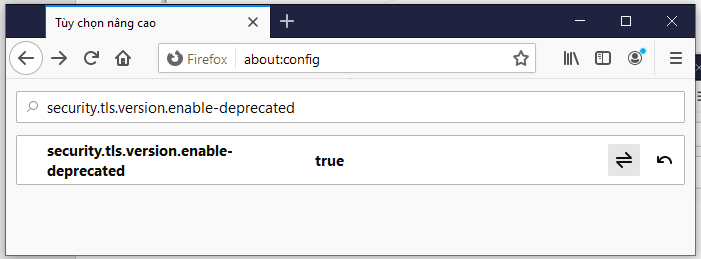 Tùy chọn nâng cao
Firefox about:config
security.tls.version.enable-deprecated
security.tls.version.enable- true
deprecated